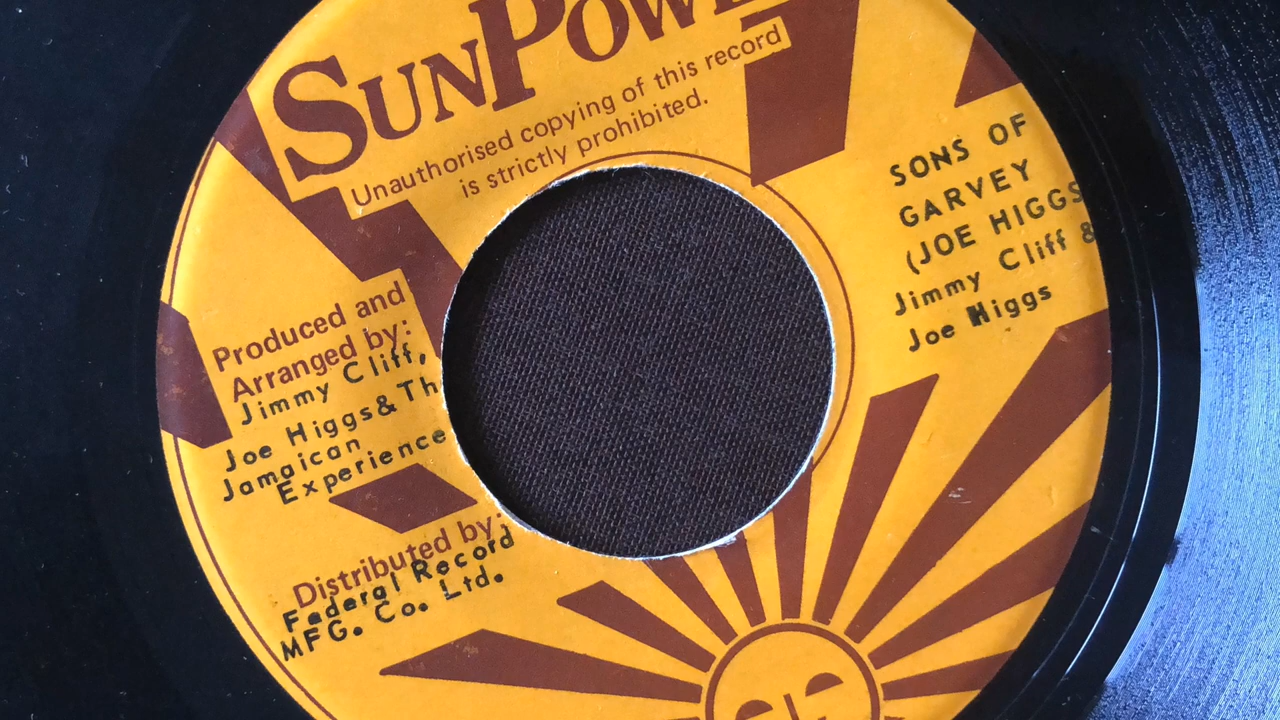 SUNPOWE
Unauthorised copying of this record
is strictly prohibited.
SONS OF
GARVEY
(JOE HIGGS
Jimmy Cliff &
Joe Higgs
Produced and
Arranged by:
Jimmy Cliff,
Joe Higgs& Th
Jamaican
Experience
Distributed by:
Federal Record
MFG. Co. Ltd.